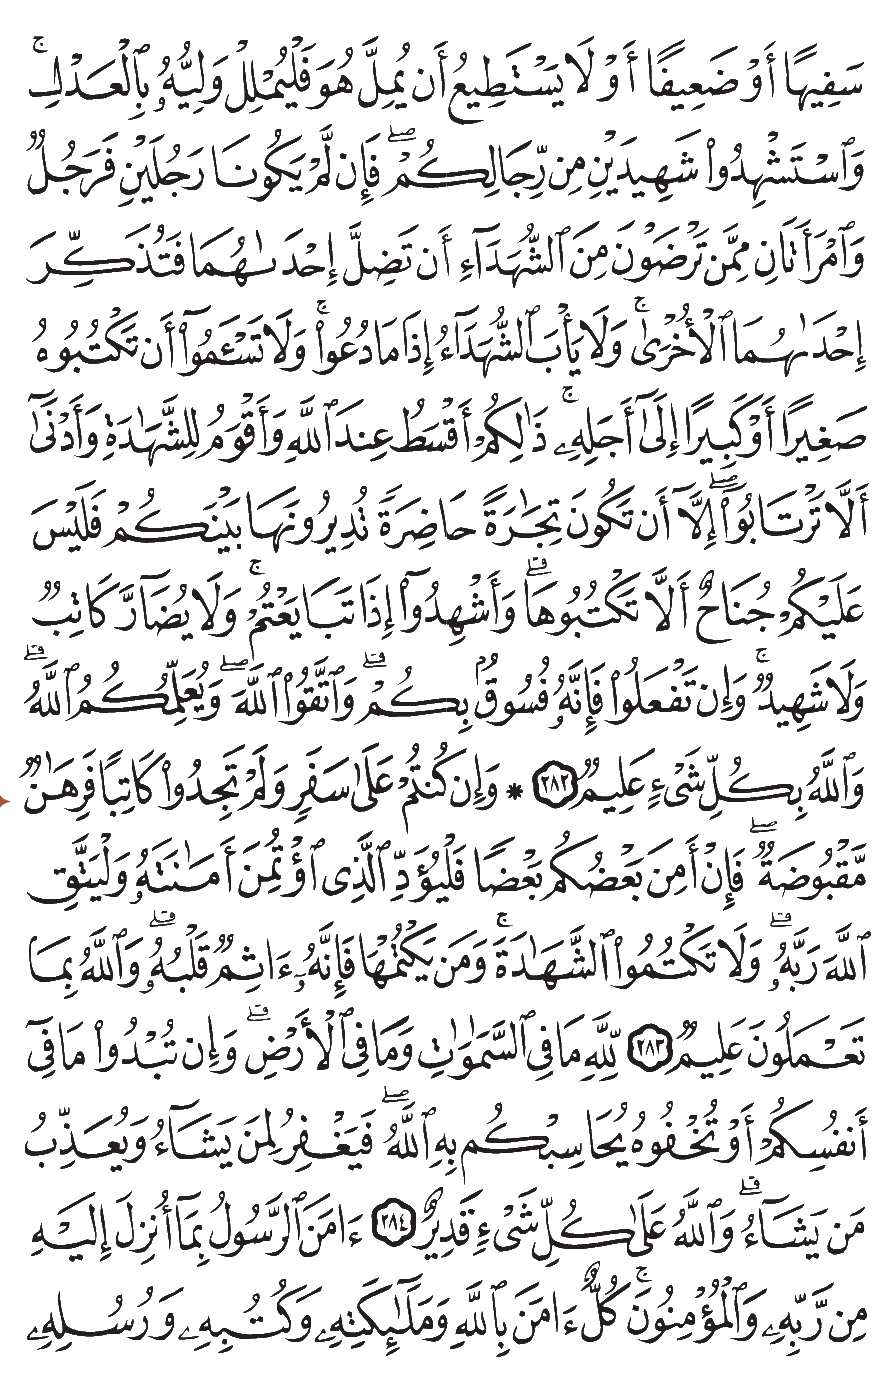 سَفِيهًا أَوۡ ضَعِيفًا أَوۡ لَا يَسۡتَطِيعُ أَن يُمِلَّ هُوَ فَلۡيُمۡلِلۡ وَلِيُّهُۥ بِٱلۡعَدۡلِۚ
وَٱسۡتَشۡهِدُواْ شَهِيدَيۡنِ مِن رِّجَالِكُمۡۖ فَإِن لَّمۡ يَكُونَا رَجُلَيۡنِ فَرَجُلٞ
وَٱمۡرَأَتَانِ مِمَّن تَرۡضَوۡنَ مِنَ ٱلشُّهَدَآءِ أَن تَضِلَّ إِحۡدَىٰهُمَا فَتُذَكِّرَ
إِحۡدَىٰهُمَا ٱلۡأُخۡرَىٰۚ وَلَا يَأۡبَ ٱلشُّهَدَآءُ إِذَا مَا دُعُواْۚ وَلَا تَسۡـَٔمُوٓاْ أَن تَكۡتُبُوهُ
صَغِيرًا أَوۡ كَبِيرًا إِلَىٰٓ أَجَلِهِۦۚ ذَٰلِكُمۡ أَقۡسَطُ عِندَ ٱللَّهِ وَأَقۡوَمُ لِلشَّهَٰدَةِ وَأَدۡنَىٰٓ
أَلَّا تَرۡتَابُوٓاْۖ إِلَّآ أَن تَكُونَ تِجَٰرَةً حَاضِرَةٗ تُدِيرُونَهَا بَيۡنَكُمۡ فَلَيۡسَ
عَلَيۡكُمۡ جُنَاحٌ أَلَّا تَكۡتُبُوهَاۗ وَأَشۡهِدُوٓاْ إِذَا تَبَايَعۡتُمۡۚ وَلَا يُضَآرَّ كَاتِبٞ
وَلَا شَهِيدٞۚ وَإِن تَفۡعَلُواْ فَإِنَّهُۥ فُسُوقُۢ بِكُمۡۗ وَٱتَّقُواْ ٱللَّهَۖ وَيُعَلِّمُكُمُ ٱللَّهُۗ
وَٱللَّهُ بِكُلِّ شَيۡءٍ عَلِيمٞ ٢٨٢ * وَإِن كُنتُمۡ عَلَىٰ سَفَرٖ وَلَمۡ تَجِدُواْ كَاتِبٗا فَرِهَٰنٞ
مَّقۡبُوضَةٞۖ فَإِنۡ أَمِنَ بَعۡضُكُم بَعۡضٗا فَلۡيُؤَدِّ ٱلَّذِي ٱؤۡتُمِنَ أَمَٰنَتَهُۥ وَلۡيَتَّقِ
ٱللَّهَ رَبَّهُۥۗ وَلَا تَكۡتُمُواْ ٱلشَّهَٰدَةَۚ وَمَن يَكۡتُمۡهَا فَإِنَّهُۥٓ ءَاثِمٞ قَلۡبُهُۥۗ وَٱللَّهُ بِمَا
تَعۡمَلُونَ عَلِيمٞ ٢٨٣ لِّلَّهِ مَا فِي ٱلسَّمَٰوَٰتِ وَمَا فِي ٱلۡأَرۡضِۗ وَإِن تُبۡدُواْ مَا فِيٓ
أَنفُسِكُمۡ أَوۡ تُخۡفُوهُ يُحَاسِبۡكُم بِهِ ٱللَّهُۖ فَيَغۡفِرُ لِمَن يَشَآءُ وَيُعَذِّبُ
مَن يَشَآءُۗ وَٱللَّهُ عَلَىٰ كُلِّ شَيۡءٖ قَدِيرٌ ٢٨٤ ءَامَنَ ٱلرَّسُولُ بِمَآ أُنزِلَ إِلَيۡهِ
مِن رَّبِّهِۦ وَٱلۡمُؤۡمِنُونَۚ كُلٌّ ءَامَنَ بِٱللَّهِ وَمَلَٰٓئِكَتِهِۦ وَكُتُبِهِۦ وَرُسُلِهِۦ